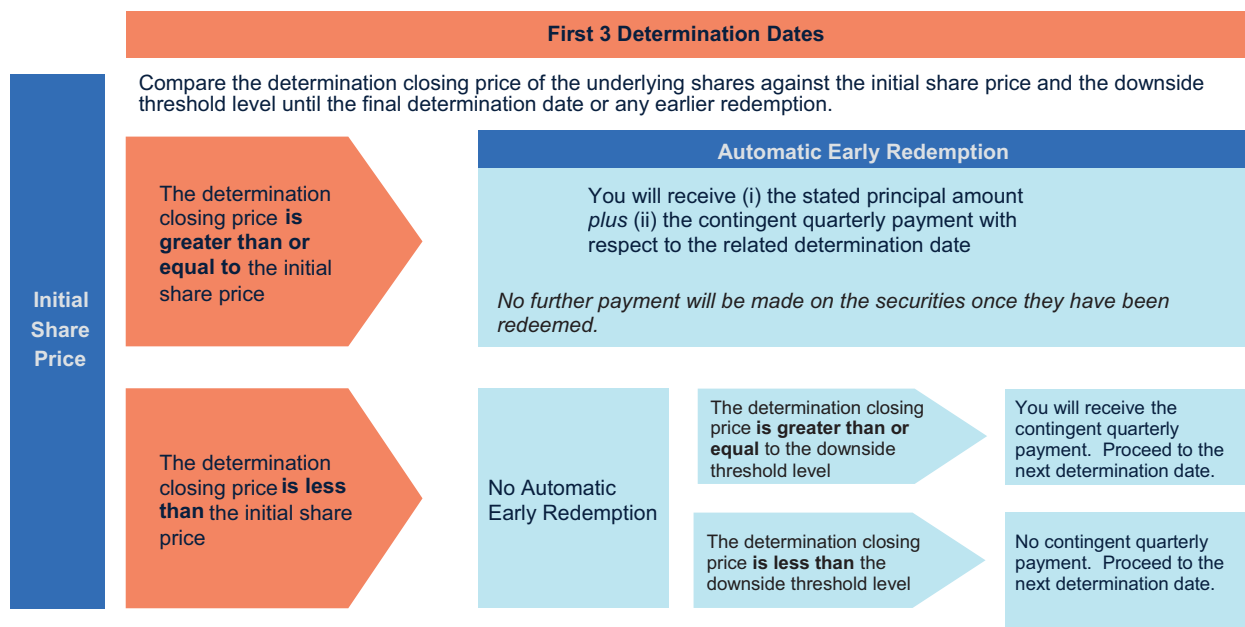 First 3 Determination Dates
Compare the determination closing price of the underlying shares against the initial share price and the downside
threshold level until the final determination date or any earlier redemption.
Initial
Share
Price
The determination
closing price is
greater than or
equal to the initial
share price
Automatic Early Redemption
You will receive (i) the stated principal amount
plus (ii) the contingent quarterly payment with
respect to the related determination date
No further payment will be made on the securities once they have been
redeemed.
The determination
closing price is less
than the initial share
price
No Automatic
Early Redemption
The determination closing
price is greater than or
equal to the downside
threshold level
You will receive the
contingent quarterly
payment.  Proceed to the
next determination date.
The determination closing
price is less than the
downside threshold level
No contingent quarterly
payment.  Proceed to the
next determination date.